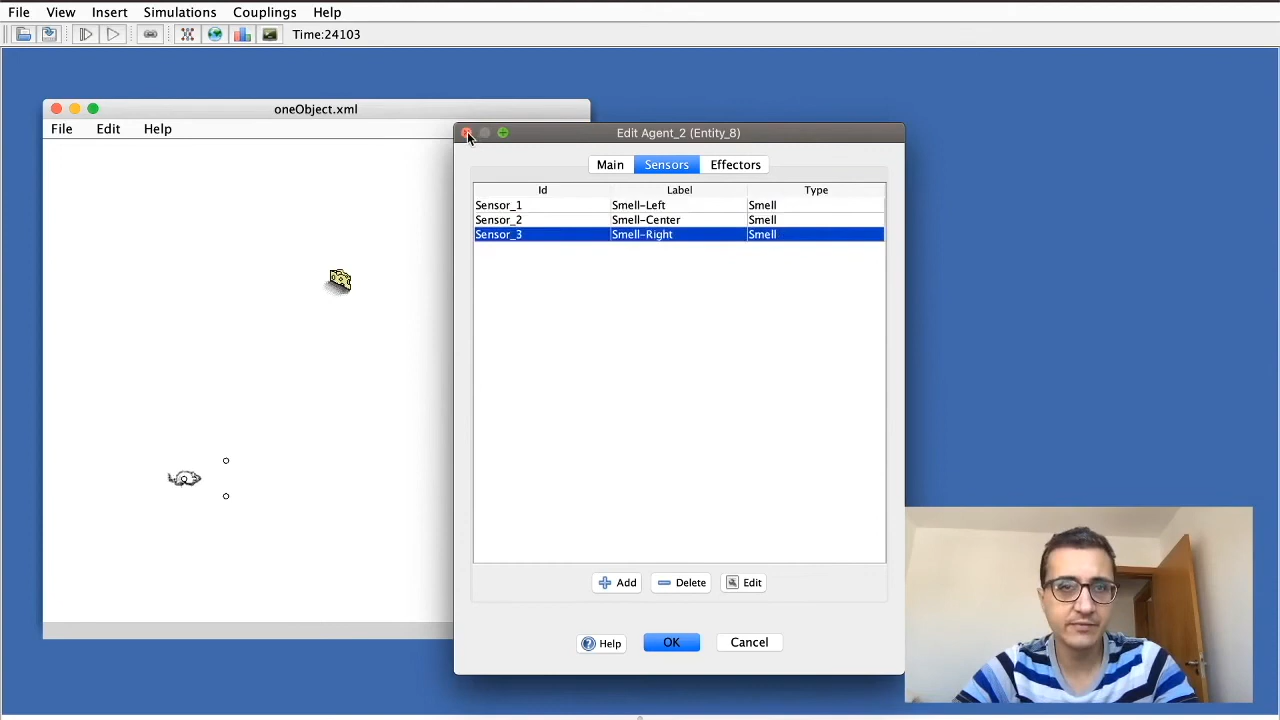 File View Insert Simulations Couplings Help
Time:24103
oneObject.xml
File Edit Help
Edit Agent_2 (Entity_8)
Main Sensors Effectors
Id Label Type
Sensor_1 Smell-Left Smell
Sensor_2 Smell-Center Smell
Sensor_3 Smell-Right Smell
Add Delete Edit
Help OK Cancel